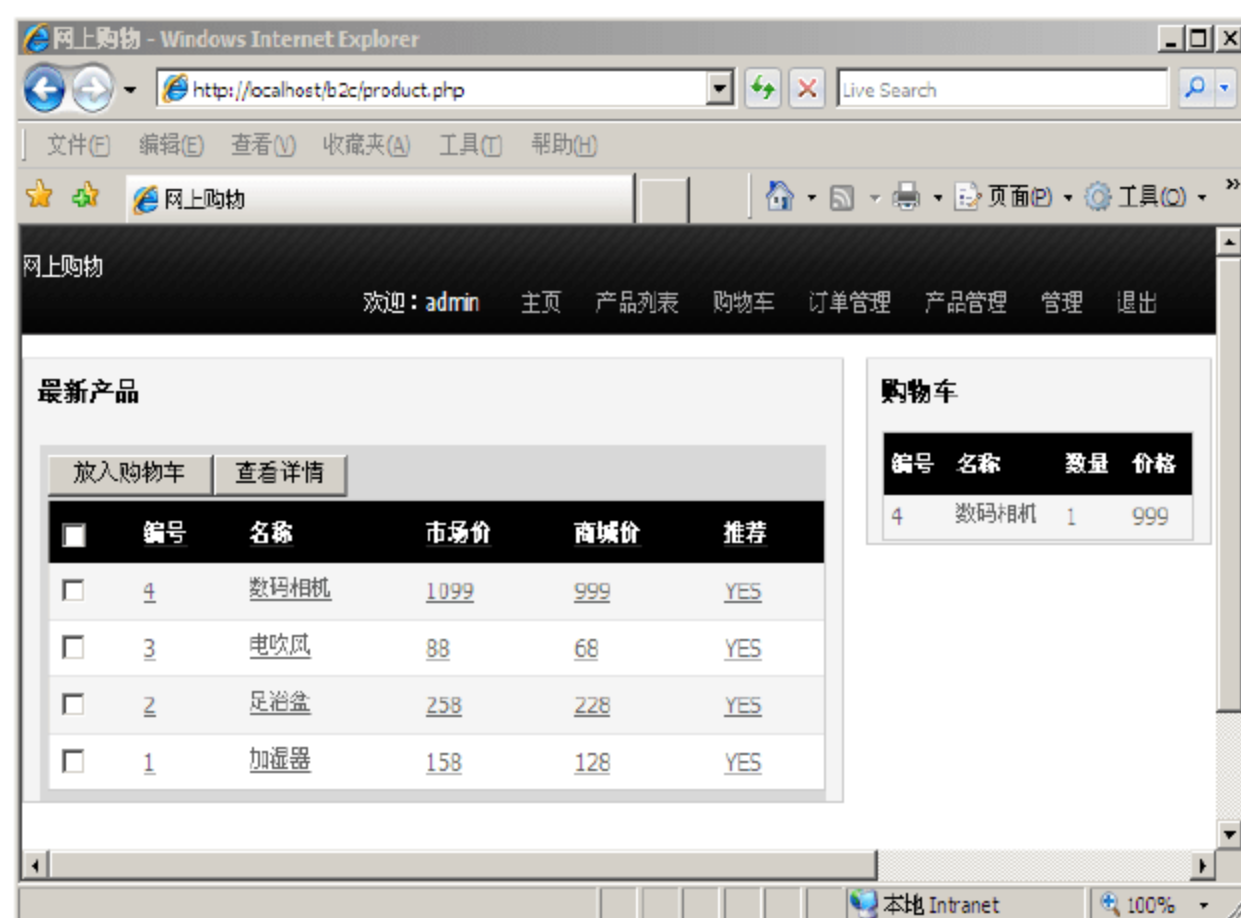 网上购物 - Windows Internet Explorer
http://localhost/b2c/product.php
Live Search
文件(F) 编辑(E) 查看(V) 收藏夹(A) 工具(T) 帮助(H)
网上购物 页面(P) 工具(O) »
网上购物
欢迎：admin 主页 产品列表 购物车 订单管理 产品管理 管理 退出
最新产品
放入购物车 查看详情
编号 名称 市场价 商城价 推荐
4 数码相机 1099 999 YES
3 电吹风 88 68 YES
2 足浴盆 258 228 YES
1 加湿器 158 128 YES
购物车
编号 名称 数量 价格
4 数码相机 1 999
本地 Intranet 100%